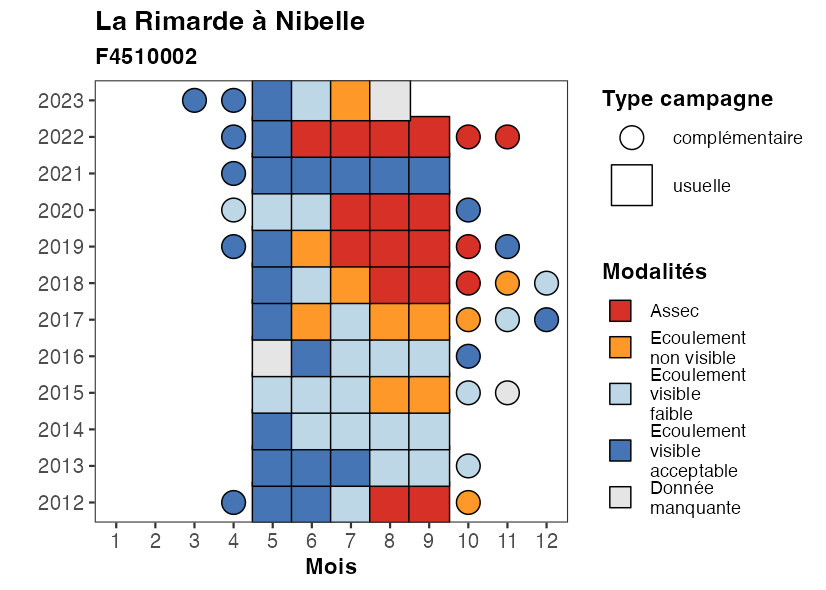 La Rimarde à Nibelle
F4510002
2023
2022
2021
2020
2019
2018
2017
2016
2015
2014
2013
2012
1 2 3 4 5 6 7 8 9 10 11 12
Mois
Type campagne
complémentaire
usuelle
Modalités
Assec
Ecoulement
non visible
Ecoulement
visible
faible
Ecoulement
visible
acceptable
Donnée
manquante